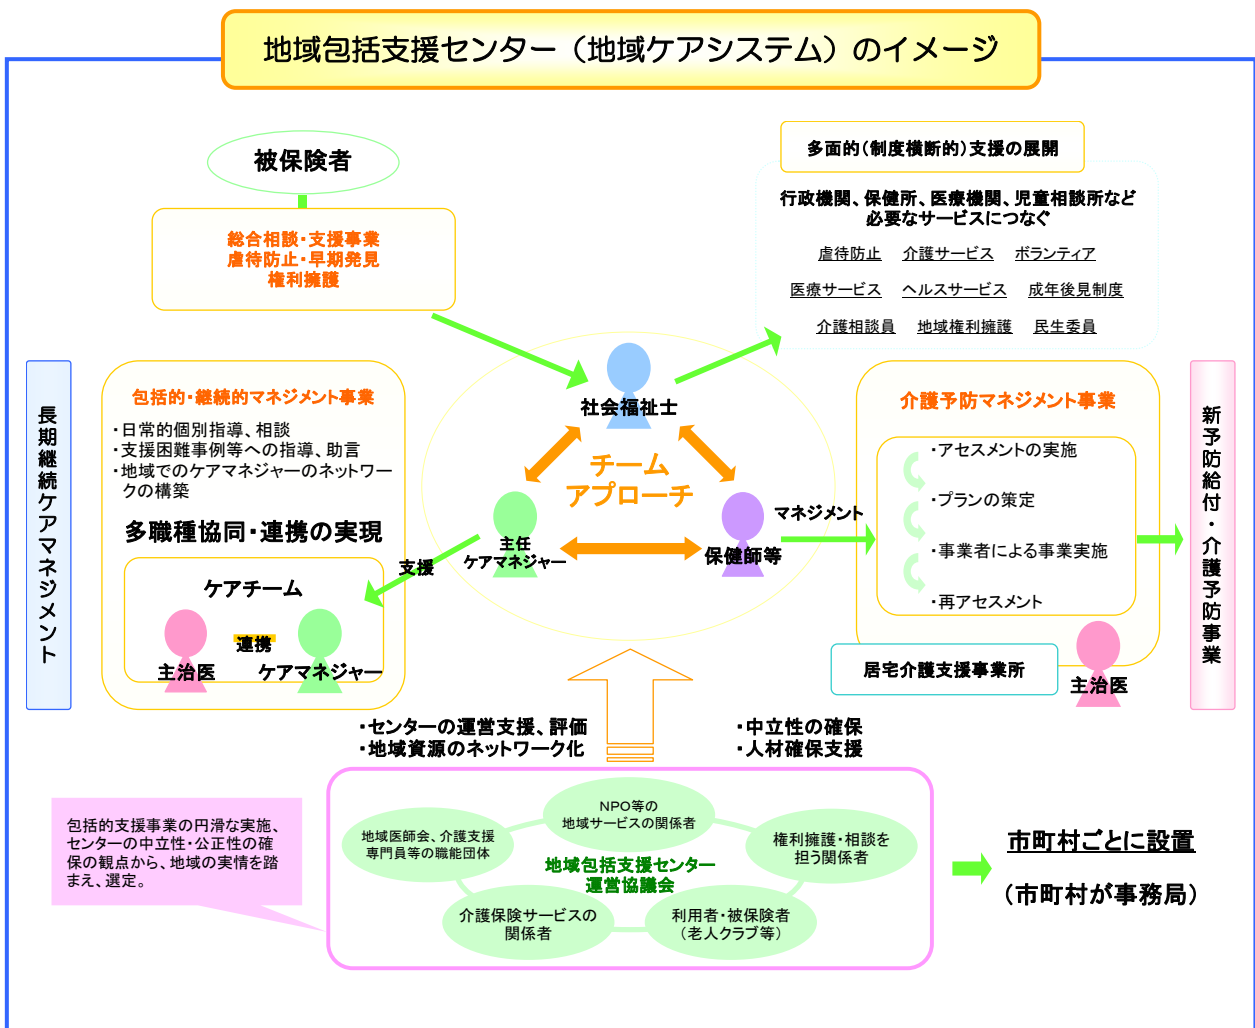 地域包括支援センター（地域ケアシステム）のイメージ
被保険者
総合相談・支援事業
虐待防止・早期発見
権利擁護
多面的（制度横断的）支援の展開
行政機関、保健所、医療機関、児童相談所など
必要なサービスにつなぐ
虐待防止　介護サービス　ボランティア
医療サービス　ヘルスサービス　成年後見制度
介護相談員　地域権利擁護　民生委員
長期継続ケアマネジメント
包括的・継続的マネジメント事業
・日常的個別指導、相談
・支援困難事例等への指導、助言
・地域でのケアマネジャーのネットワー
クの構築
多職種協同・連携の実現
ケアチーム
連携
主治医
ケアマネジャー
支援
社会福祉士
チーム
アプローチ
主任
ケアマネジャー
保健師等
マネジメント
介護予防マネジメント事業
・アセスメントの実施
・プランの策定
・事業者による事業実施
・再アセスメント
居宅介護支援事業所
主治医
新予防給付・介護予防事業
・センターの運営支援、評価
・地域資源のネットワーク化
・中立性の確保
・人材確保支援
包括的支援事業の円滑な実施、
センターの中立性・公正性の確
保の観点から、地域の実情を踏
まえ、選定。
NPO等の
地域サービスの関係者
地域医師会、介護支援
専門員等の職能団体
権利擁護・相談を
担う関係者
地域包括支援センター
運営協議会
介護保険サービスの
関係者
利用者・被保険者
（老人クラブ等）
市町村ごとに設置
（市町村が事務局）